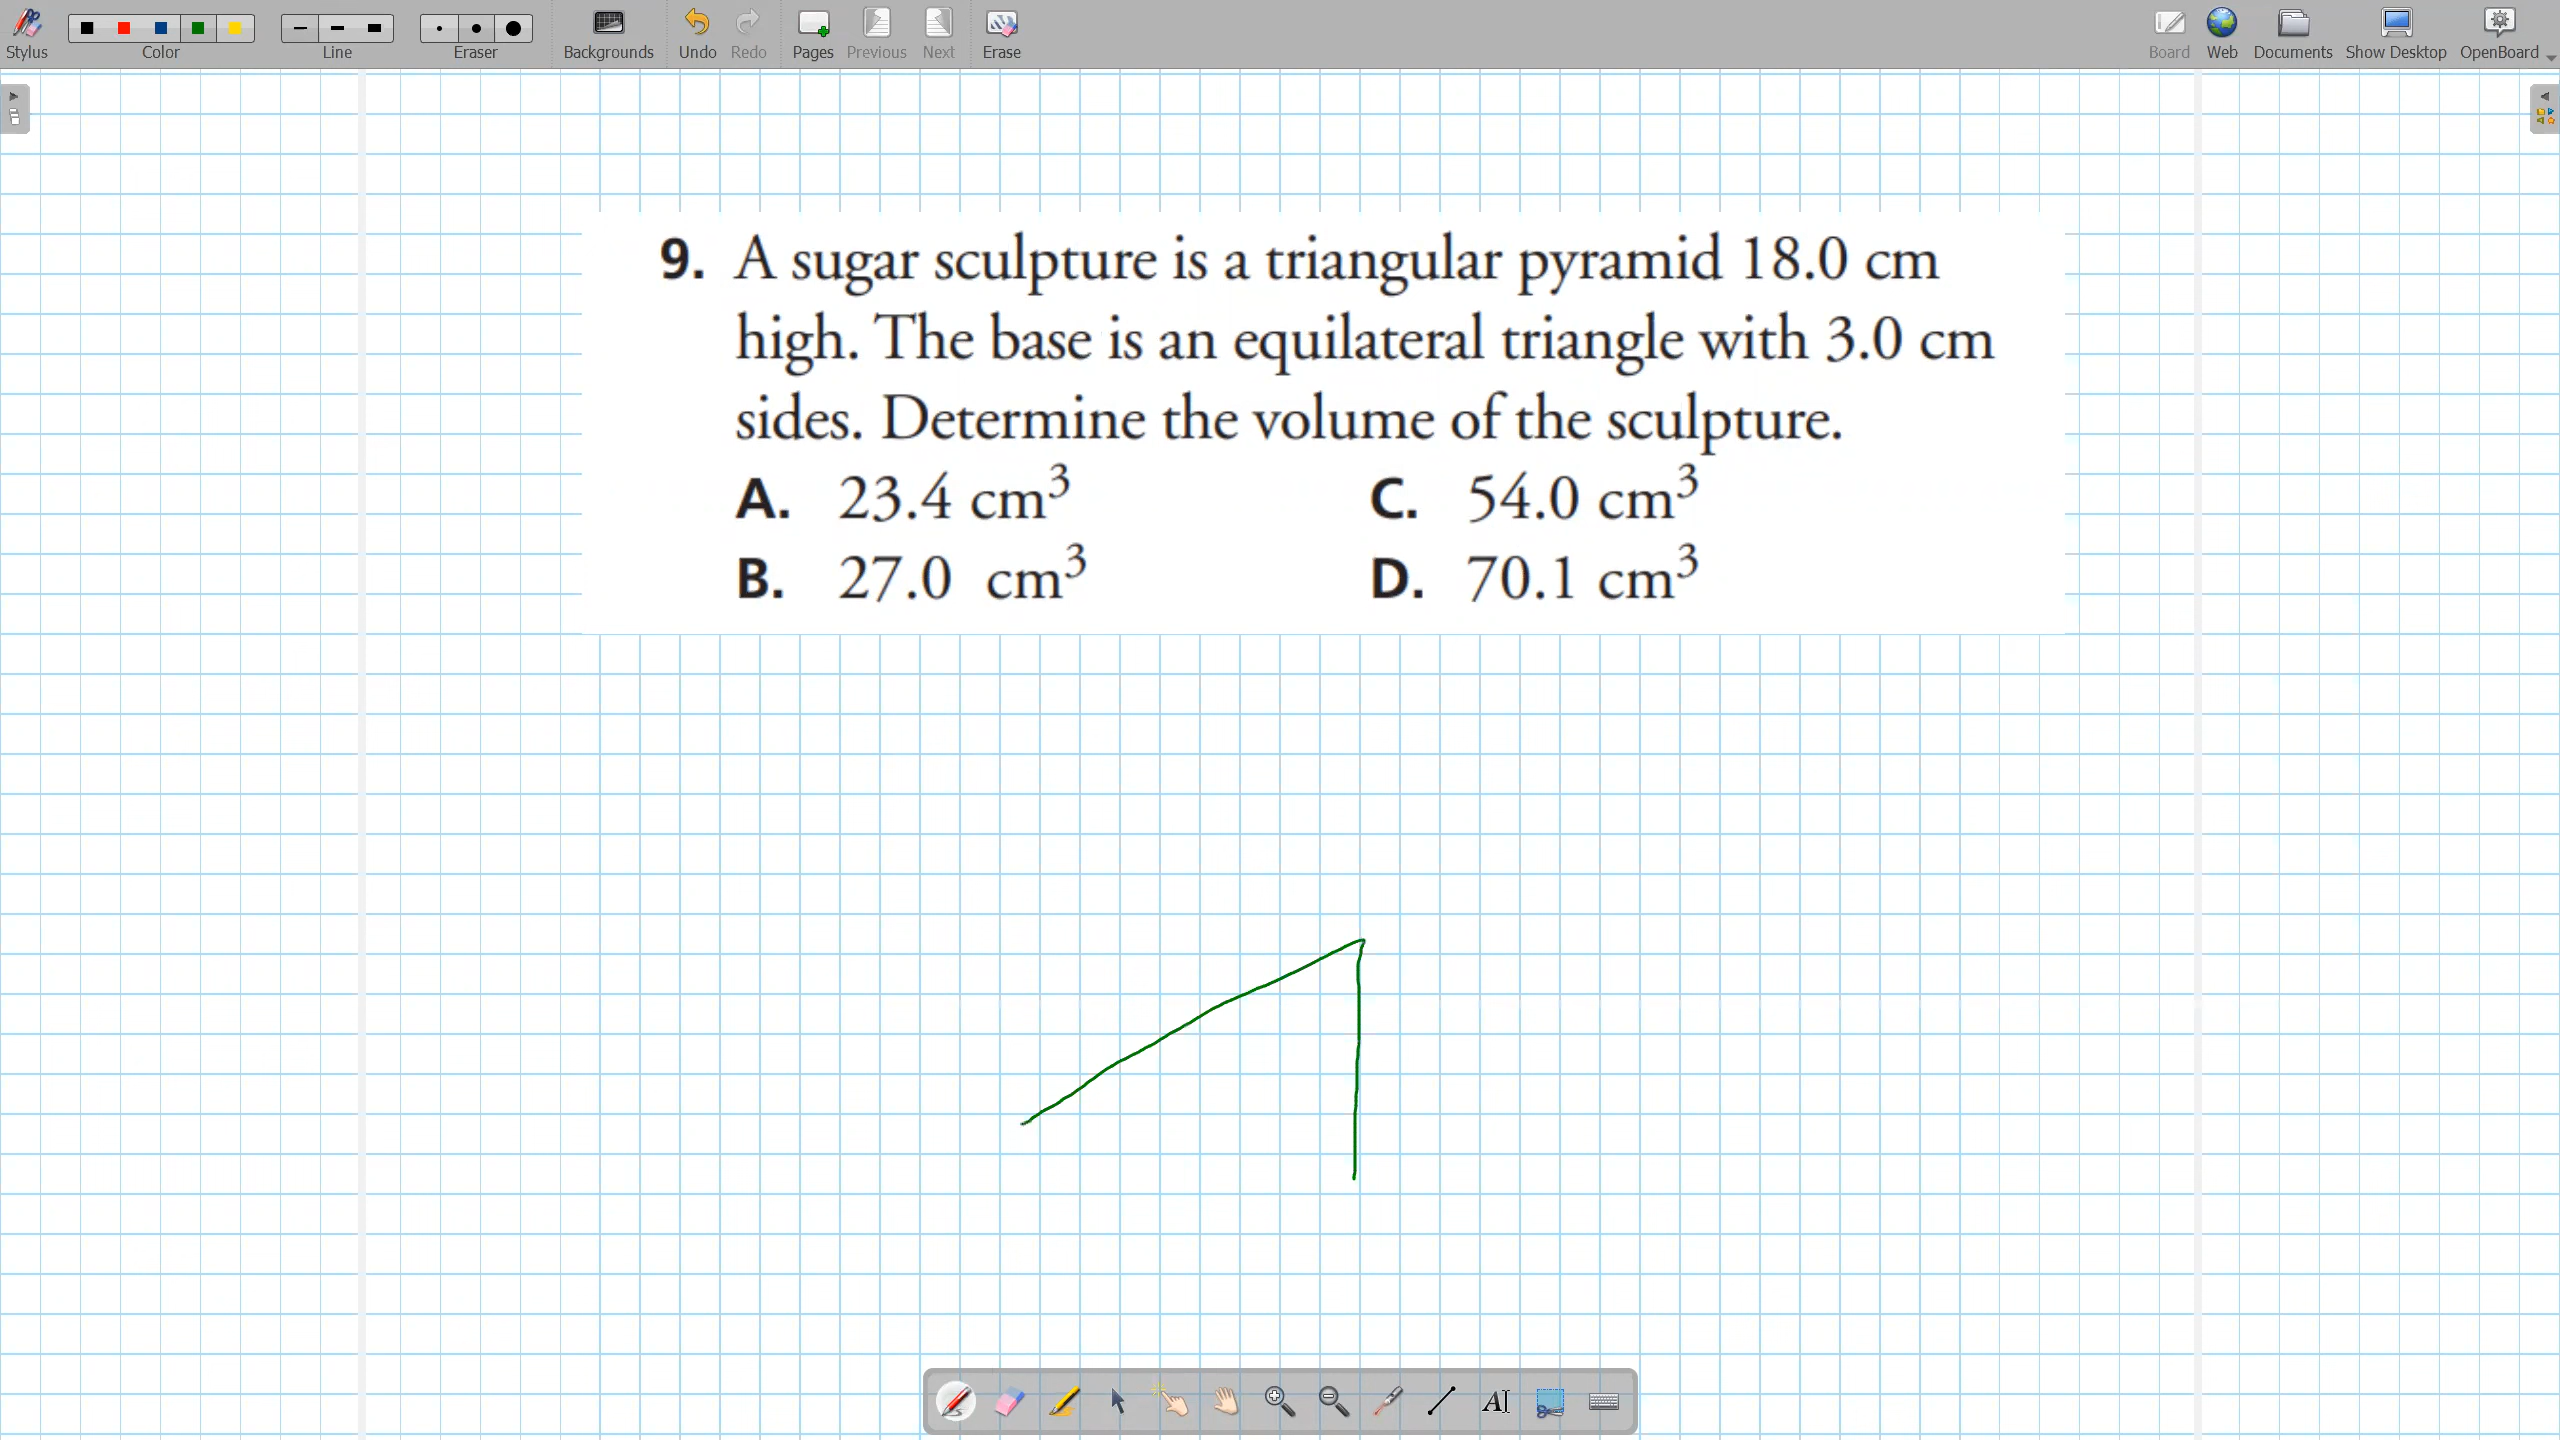 Stylus
Color
Line
Eraser
Backgrounds
Undo
Redo
Pages
Previous
Next
Erase
Board
Web
Documents
Show Desktop
OpenBoard
9. A sugar sculpture is a triangular pyramid 18.0 cm
high. The base is an equilateral triangle with 3.0 cm
sides. Determine the volume of the sculpture.
A. 23.4 cm³ C. 54.0 cm³
B. 27.0 cm³ D. 70.1 cm³
AI